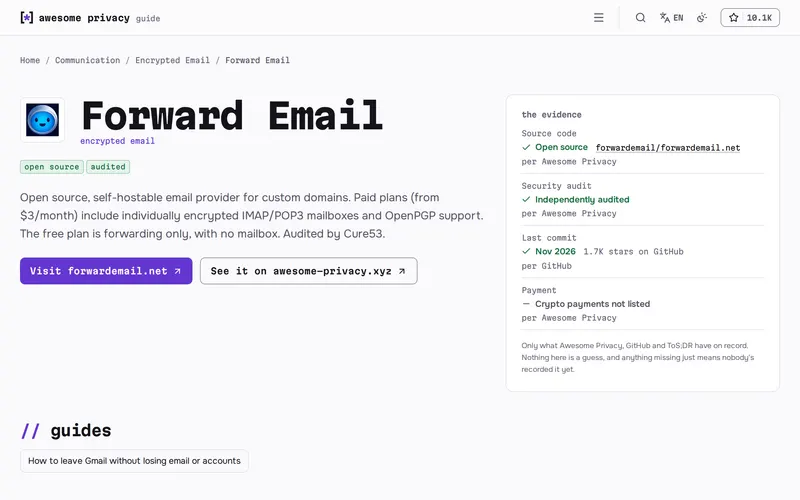 [*] awesome privacy guide
EN
10.1K
Home / Communication / Encrypted Email / Forward Email
Forward Email
encrypted email
open source
audited
Open source, self-hostable email provider for custom domains. Paid plans (from
$3/month) include individually encrypted IMAP/POP3 mailboxes and OpenPGP support.
The free plan is forwarding only, with no mailbox. Audited by Cure53.
Visit forwardemail.net ↗
See it on awesome-privacy.xyz ↗
the evidence
Source code
Open source forwardemail/forwardemail.net
per Awesome Privacy
Security audit
Independently audited
per Awesome Privacy
Last commit
Nov 2026 1.7K stars on GitHub
per GitHub
Payment
Crypto payments not listed
per Awesome Privacy
Only what Awesome Privacy, GitHub and ToS;DR have on record.
Nothing here is a guess, and anything missing just means nobody's
recorded it yet.
// guides
How to leave Gmail without losing email or accounts